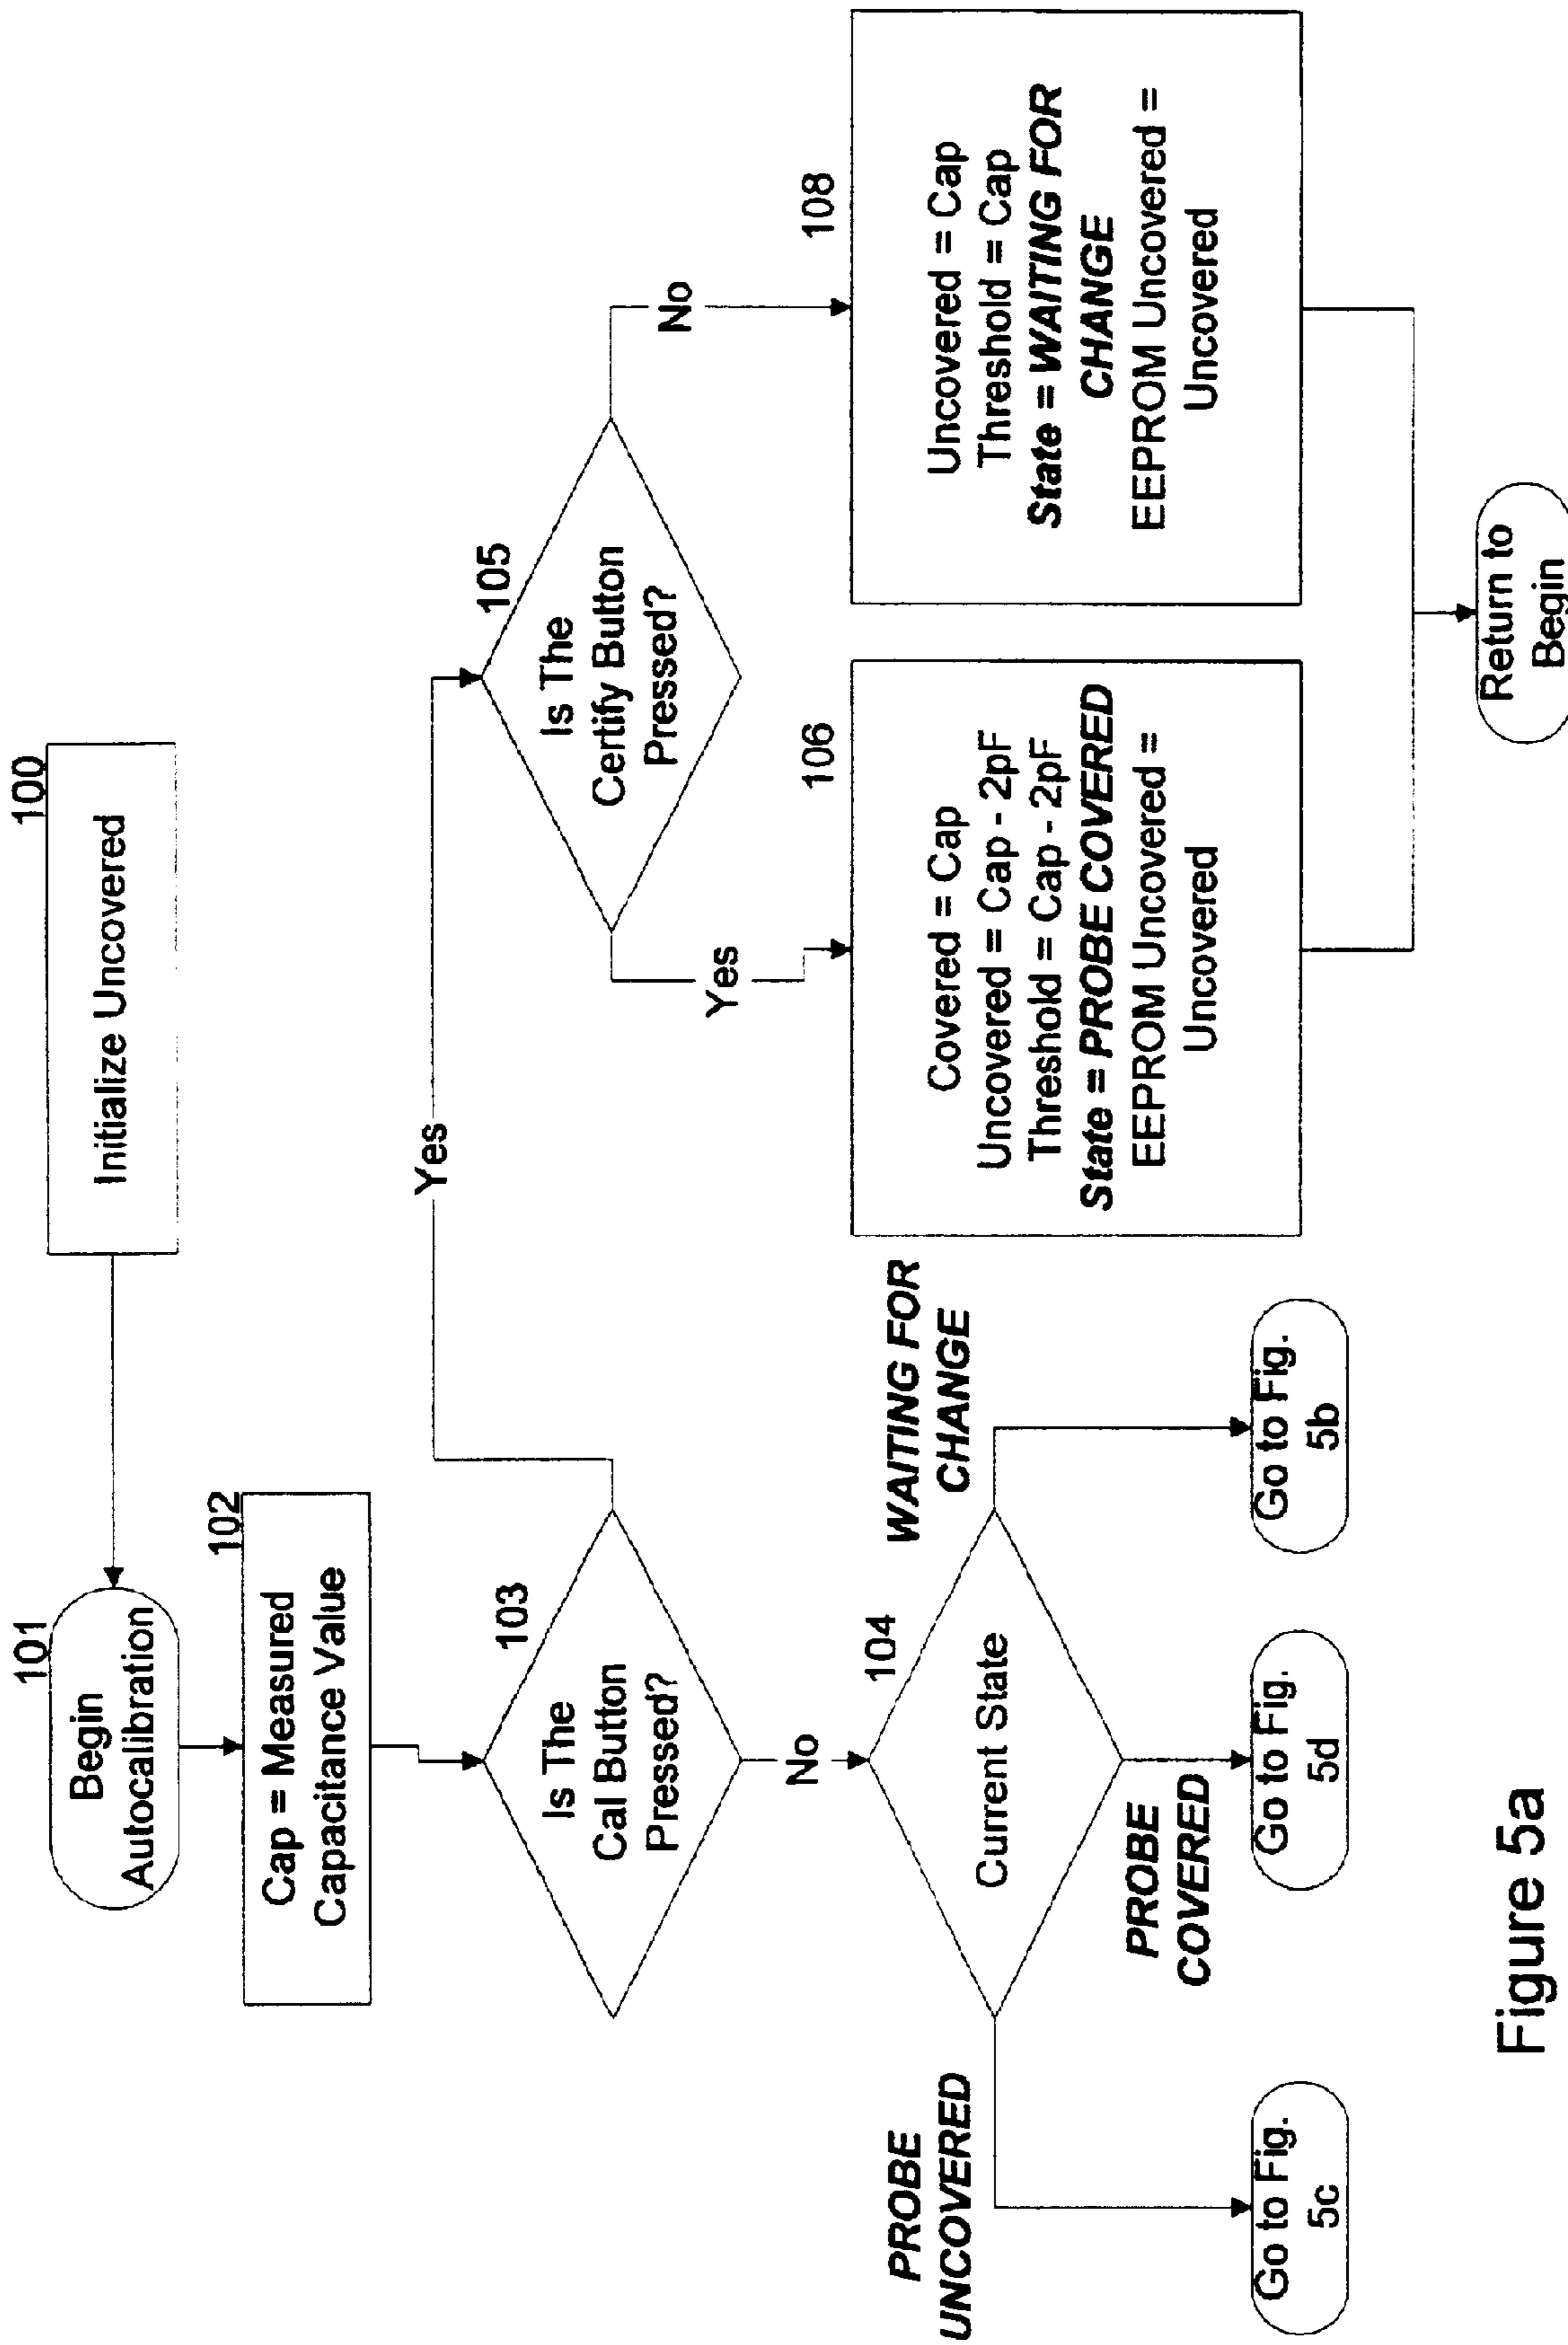 100
Initialize Uncovered
101
Begin
Autocalibration
102
Cap = Measured
Capacitance Value
103
Is The
Cal Button
Pressed?
Yes
No
104
Current State
PROBE
UNCOVERED
PROBE
COVERED
WAITING FOR
CHANGE
Go to Fig.
5c
Go to Fig.
5d
Go to Fig.
5b
105
Is The
Certify Button
Pressed?
Yes
No
106
Covered = Cap
Uncovered = Cap - 2pF
Threshold = Cap - 2pF
State = PROBE COVERED
EEPROM Uncovered =
Uncovered
108
Uncovered = Cap
Threshold = Cap
State = WAITING FOR
CHANGE
EEPROM Uncovered =
Uncovered
Return to
Begin
Figure 5a